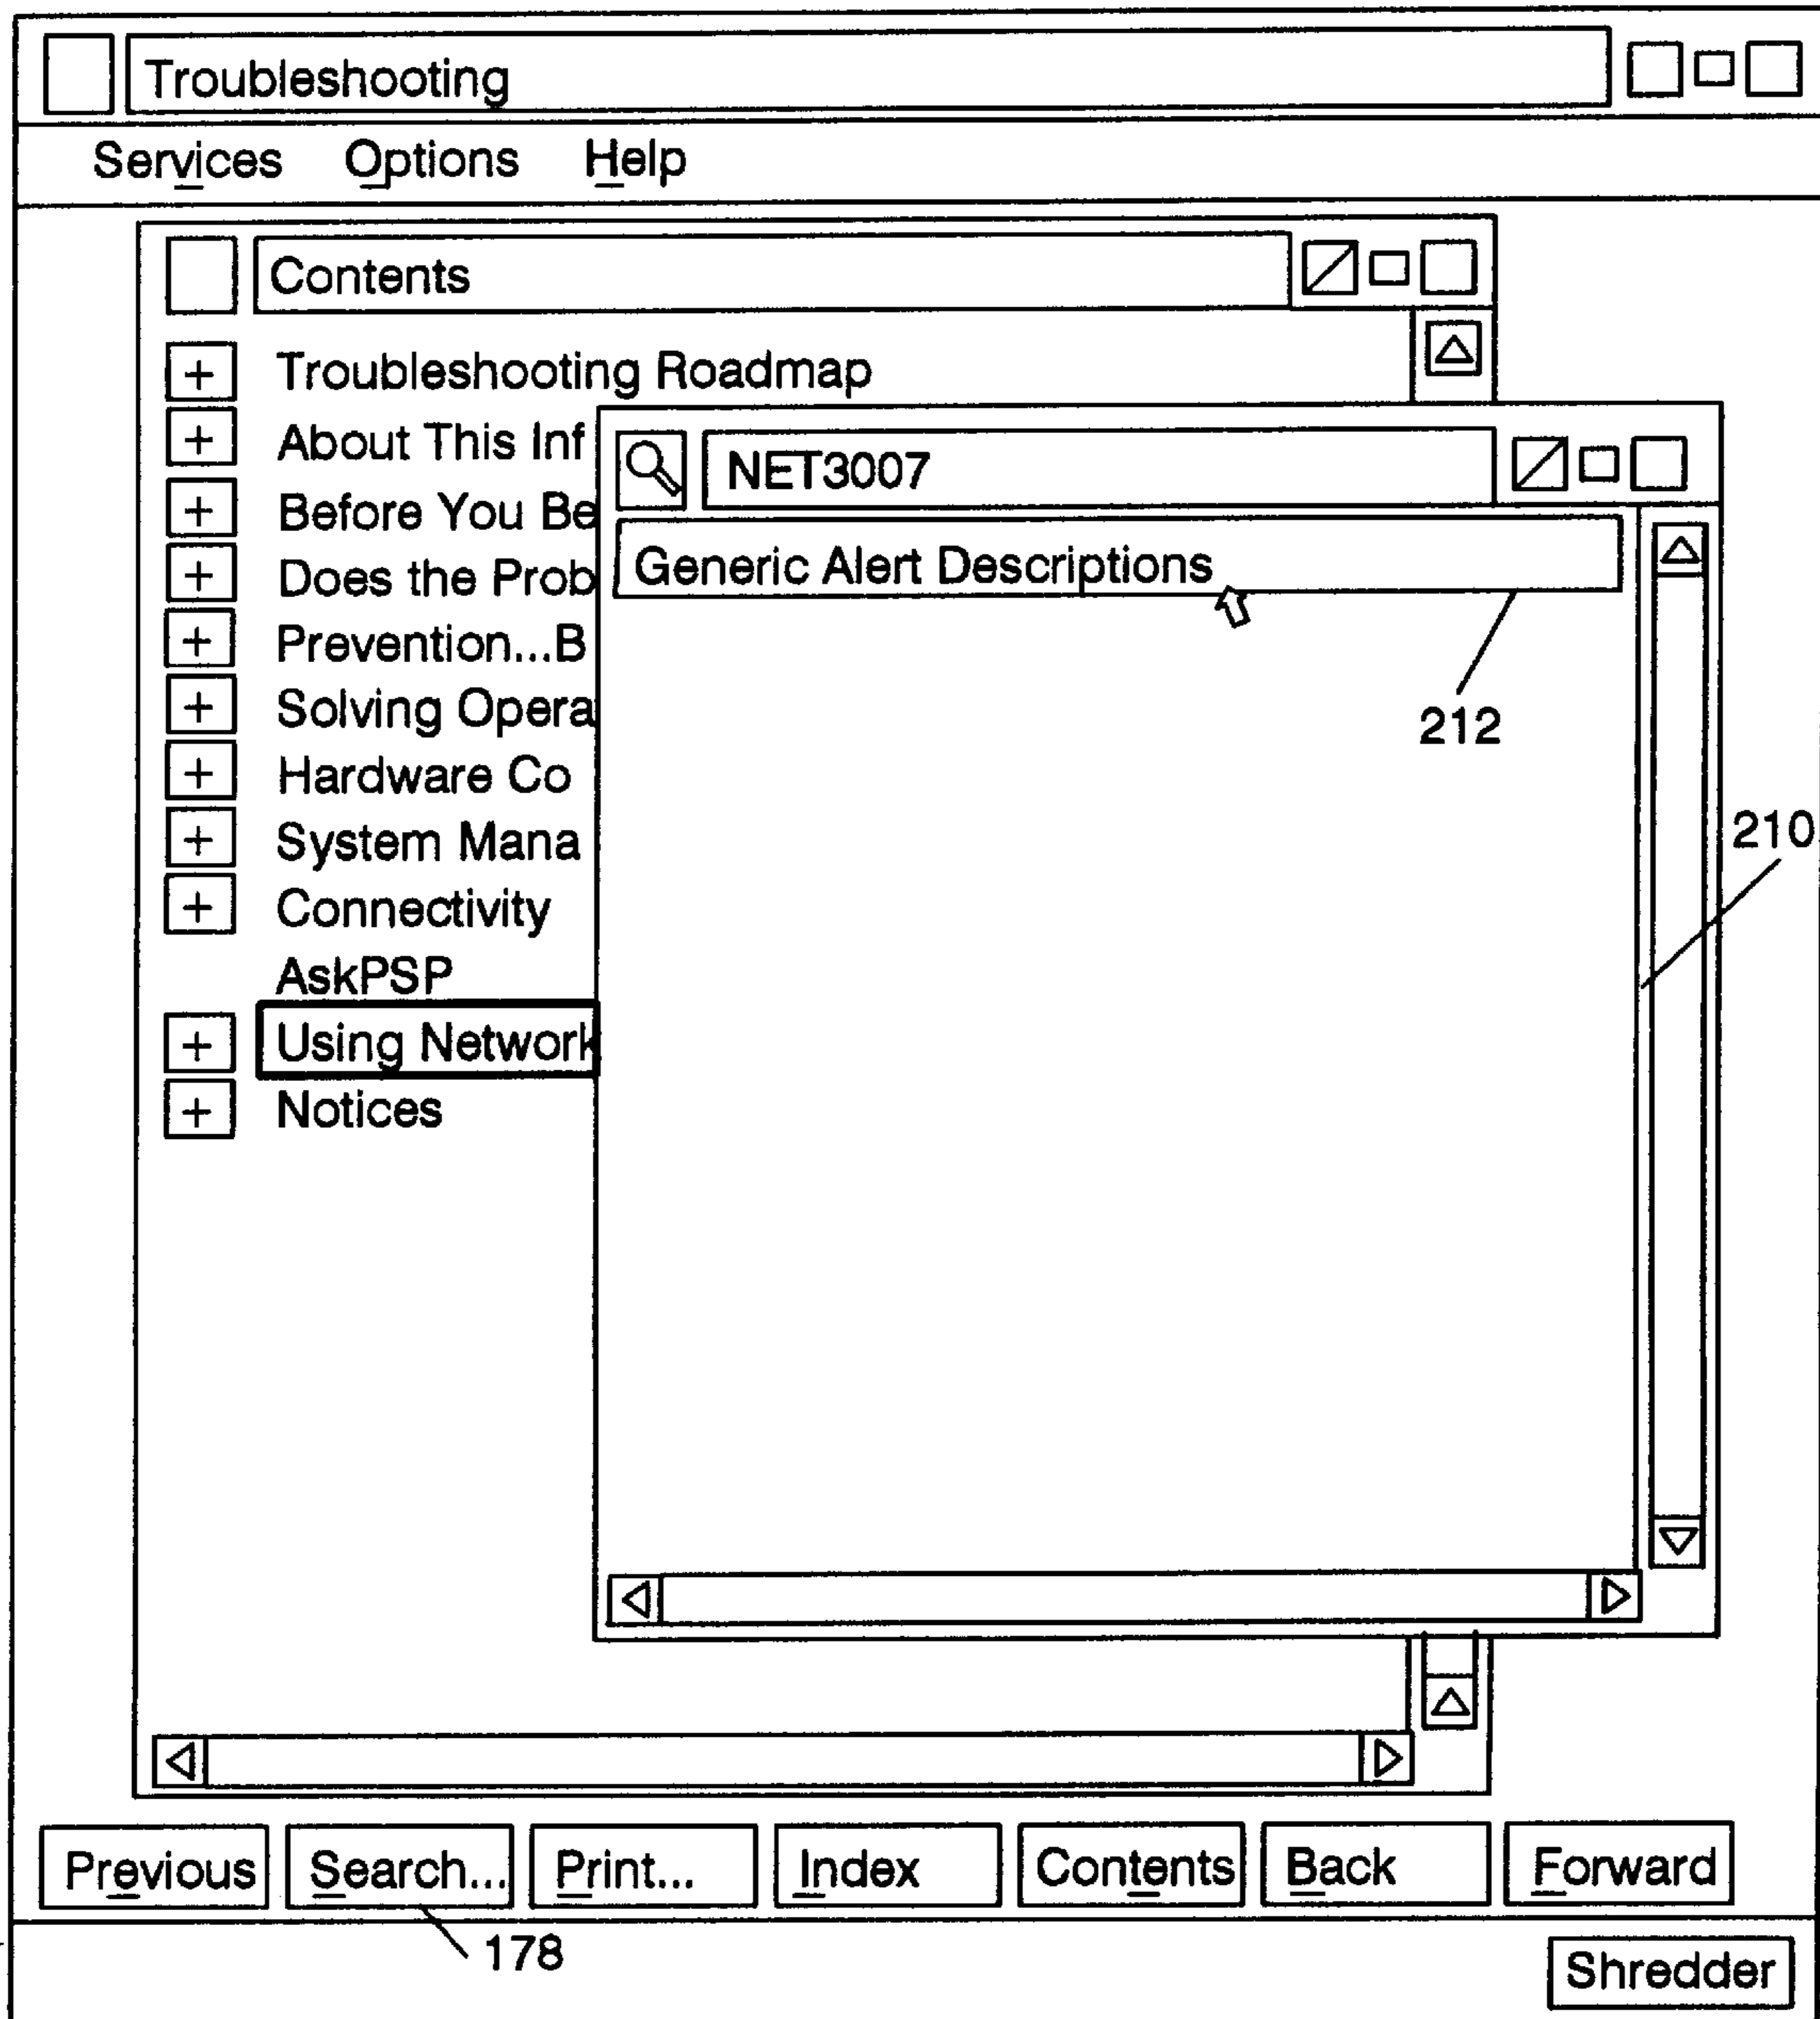 Troubleshooting
Services Options Help
Contents
+ Troubleshooting Roadmap
+ About This Inf
+ Before You Be
+ Does the Prob
+ Prevention...B
+ Solving Opera
+ Hardware Co
+ System Mana
+ Connectivity
AskPSP
+ Using Network
+ Notices
NET3007
Generic Alert Descriptions
212
210
Previous Search... Print... Index Contents Back Forward
178
Shredder